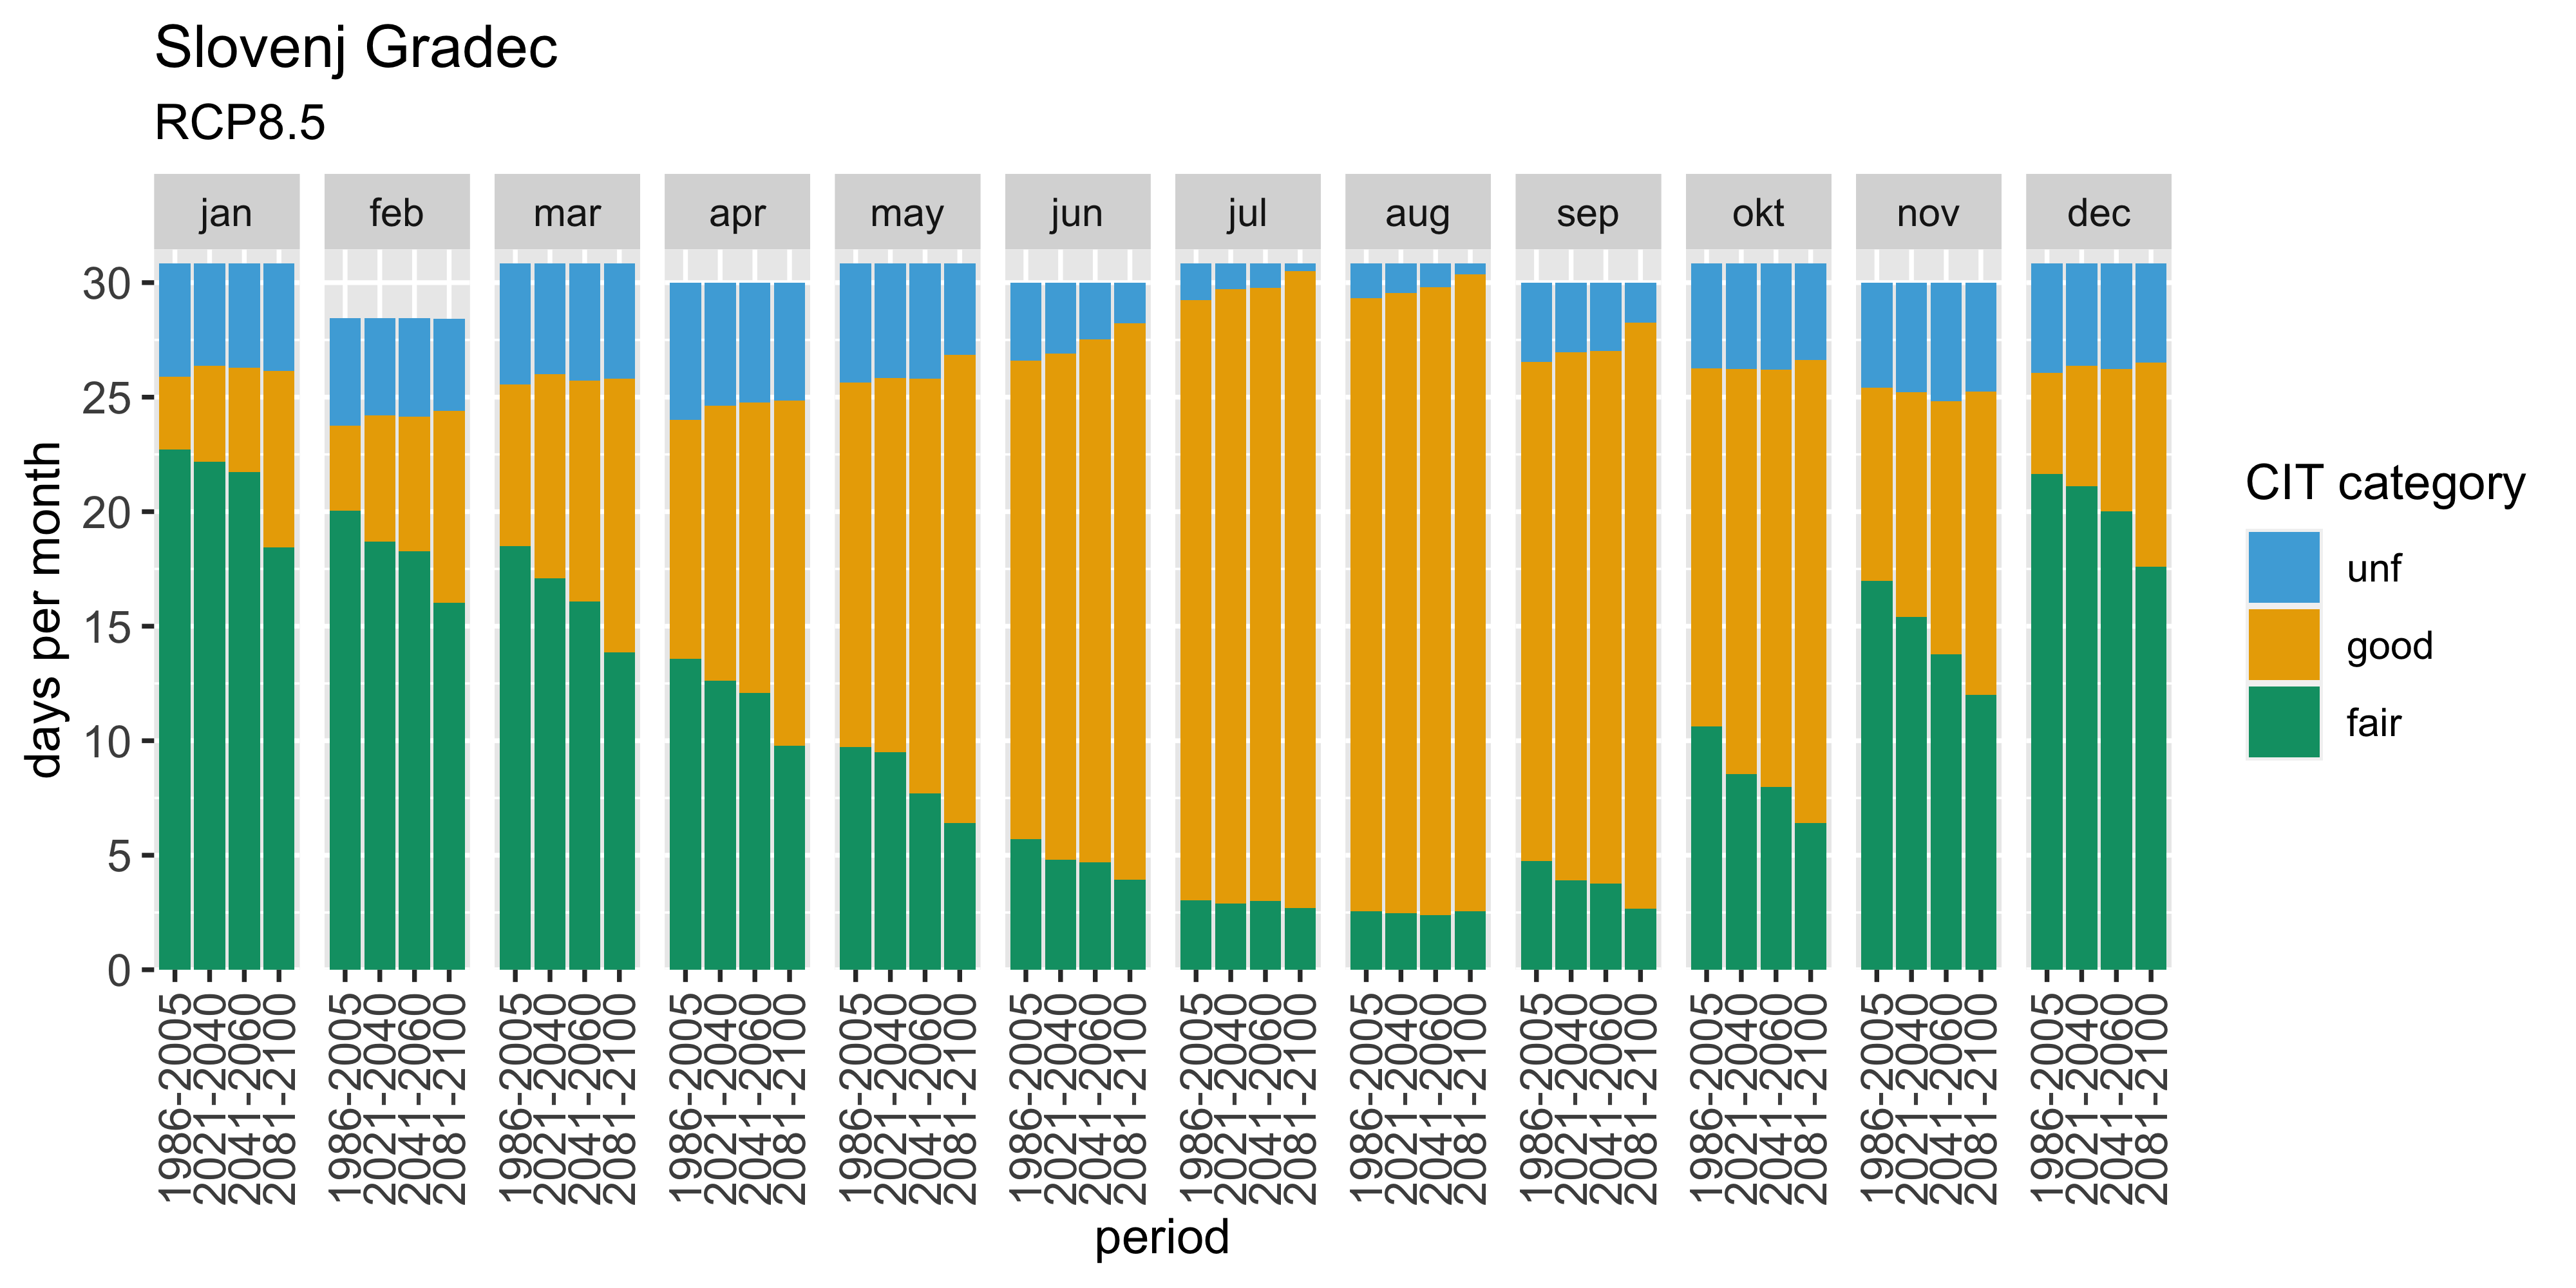 Slovenj Gradec
RCP8.5
jan feb mar apr may jun jul aug sep okt nov dec
30
25
20
15
10
5
0
days per month
1986-2005 2021-2040 2041-2060 2081-2100 1986-2005 2021-2040 2041-2060 2081-2100 1986-2005 2021-2040 2041-2060 2081-2100 1986-2005 2021-2040 2041-2060 2081-2100 1986-2005 2021-2040 2041-2060 2081-2100 1986-2005 2021-2040 2041-2060 2081-2100 1986-2005 2021-2040 2041-2060 2081-2100 1986-2005 2021-2040 2041-2060 2081-2100 1986-2005 2021-2040 2041-2060 2081-2100 1986-2005 2021-2040 2041-2060 2081-2100 1986-2005 2021-2040 2041-2060 2081-2100 1986-2005 2021-2040 2041-2060 2081-2100
period
CIT category
unf
good
fair